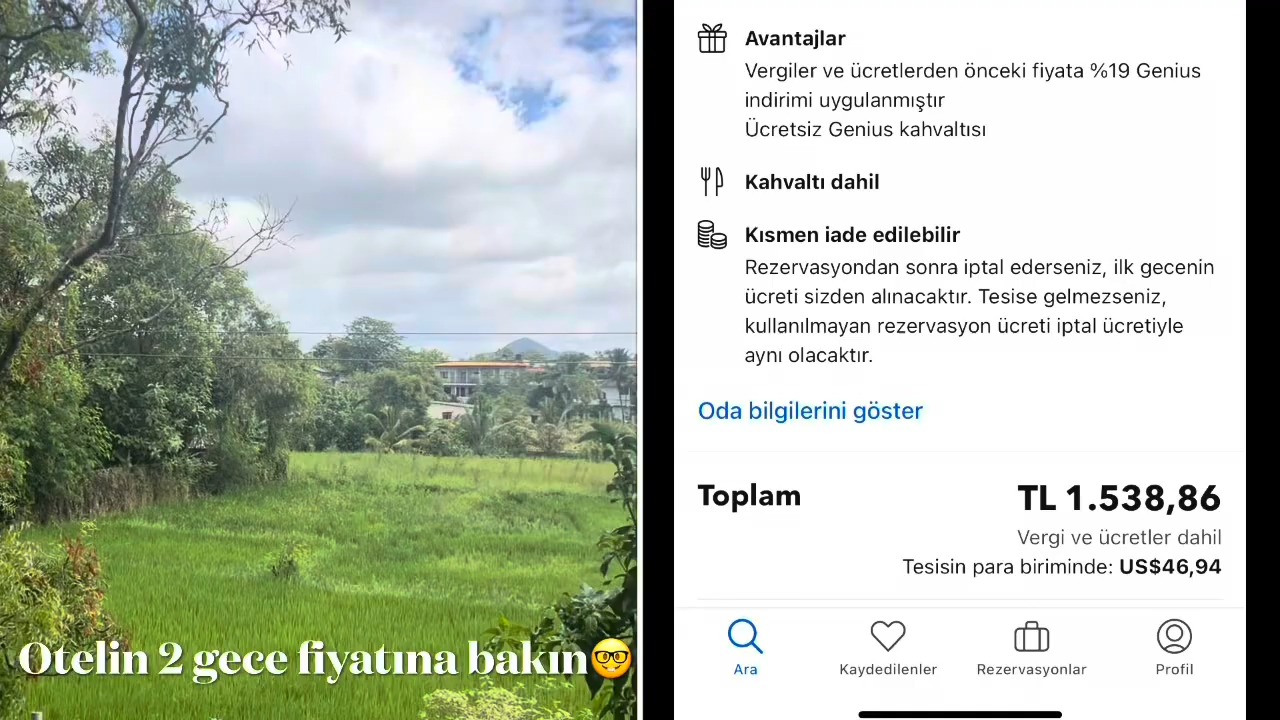 Otelin 2 gece fiyatına bakın🤓
Avantajlar
Vergiler ve ücretlerden önceki fiyata %19 Genius
indirimi uygulanmıştır
Ücretsiz Genius kahvaltısı
Kahvaltı dahil
Kısmen iade edilebilir
Rezervasyondan sonra iptal ederseniz, ilk gecenin
ücreti sizden alınacaktır. Tesise gelmezseniz,
kullanılmayan rezervasyon ücreti iptal ücretiyle
aynı olacaktır.
Oda bilgilerini göster
Toplam TL 1.538,86
Vergi ve ücretler dahil
Tesisin para biriminde: US$46,94
Ara Kaydedilenler Rezervasyonlar Profil